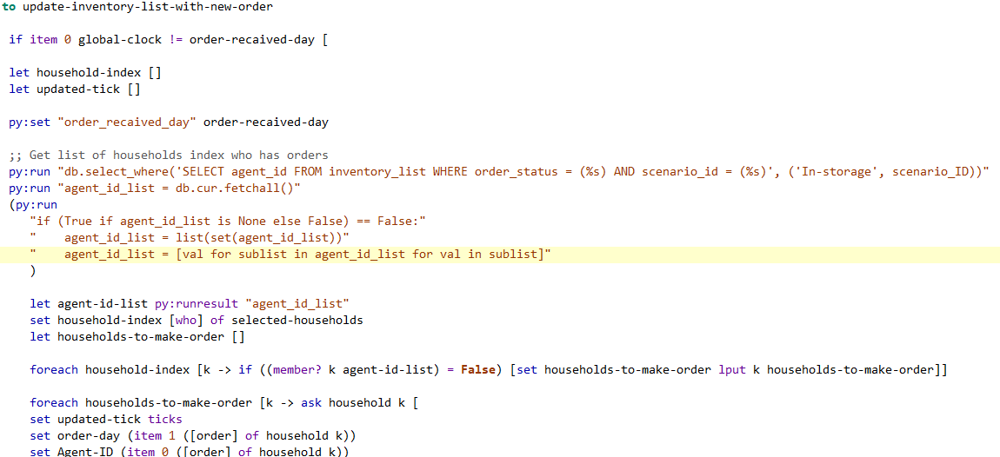 to update-inventory-list-with-new-order
if item 0 global-clock != order-recaived-day [
let household-index []
let updated-tick []
py:set "order_recaived_day" order-recaived-day
;; Get list of households index who has orders
py:run "db.select_where('SELECT agent_id FROM inventory_list WHERE order_status = (%s) AND scenario_id = (%s)', ('In-storage', scenario_ID))"
py:run "agent_id_list = db.cur.fetchall()"
(py:run
"if (True if agent_id_list is None else False) == False:"
"    agent_id_list = list(set(agent_id_list))"
"    agent_id_list = [val for sublist in agent_id_list for val in sublist]"
)
let agent-id-list py:runresult "agent_id_list"
set household-index [who] of selected-households
let households-to-make-order []
foreach household-index [k -> if ((member? k agent-id-list) = False) [set households-to-make-order lput k households-to-make-order]]
foreach households-to-make-order [k -> ask household k [
set updated-tick ticks
set order-day (item 1 ([order] of household k))
set Agent-ID (item 0 ([order] of household k))